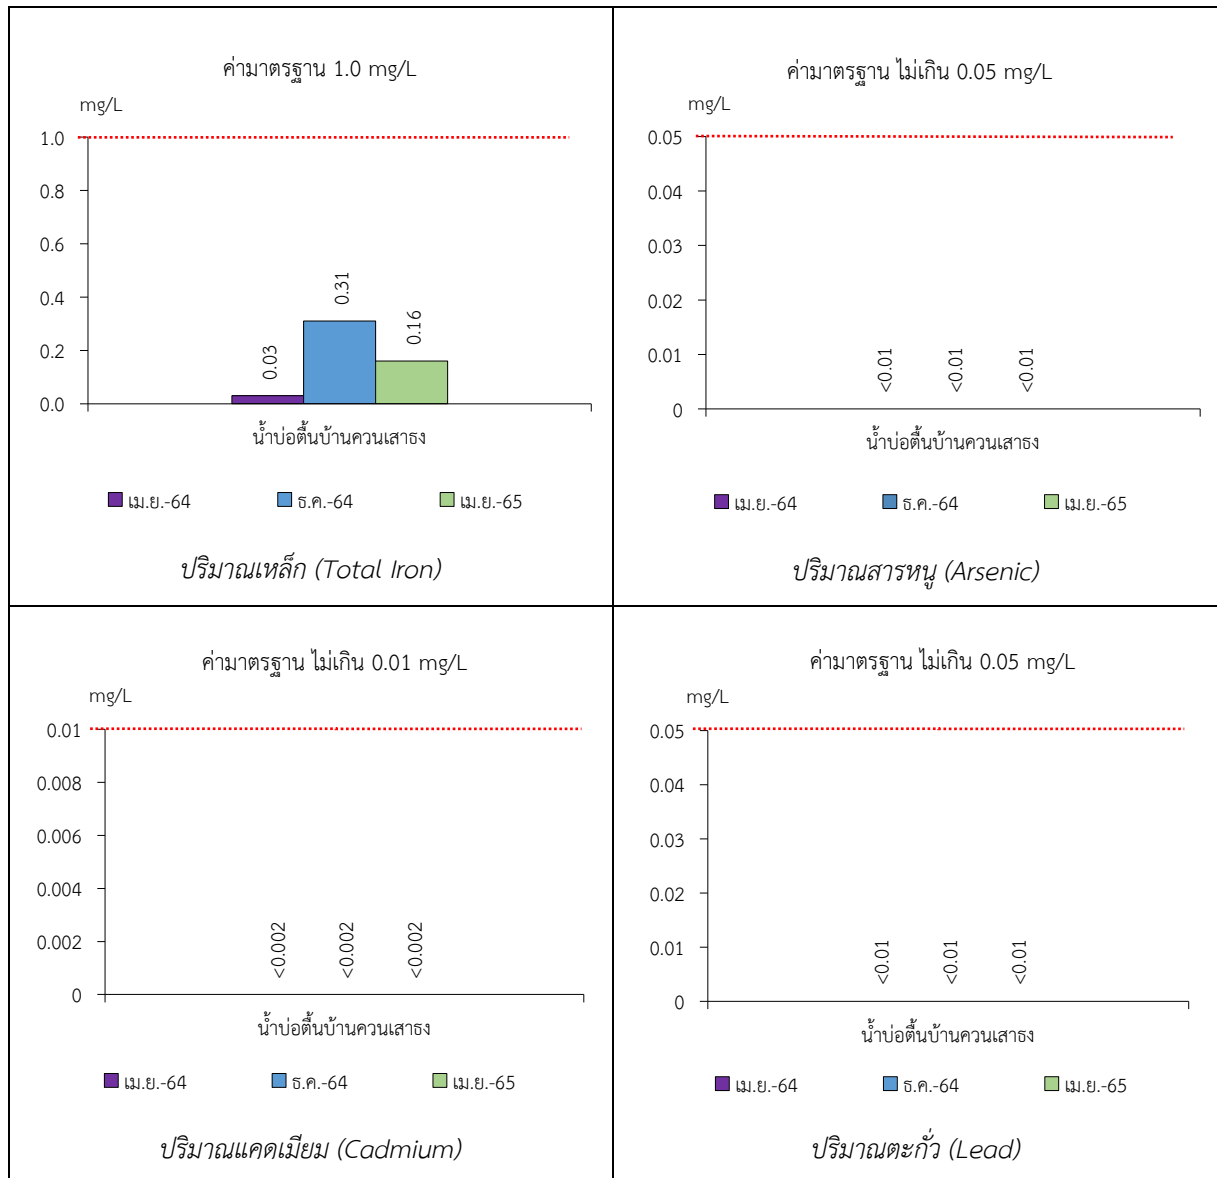 ค่ามาตรฐาน 1.0 mg/L
mg/L
1.0
0.8
0.6
0.4
0.2
0.0
0.03
0.31
0.16
น้ำบ่อตื้นบ้านควนเสาธง
เม.ย.-64 ธ.ค.-64 เม.ย.-65
ปริมาณเหล็ก (Total Iron)
ค่ามาตรฐาน ไม่เกิน 0.05 mg/L
mg/L
0.05
0.04
0.03
0.02
0.01
0
<0.01
<0.01
<0.01
น้ำบ่อตื้นบ้านควนเสาธง
เม.ย.-64 ธ.ค.-64 เม.ย.-65
ปริมาณสารหนู (Arsenic)
ค่ามาตรฐาน ไม่เกิน 0.01 mg/L
mg/L
0.01
0.008
0.006
0.004
0.002
0
<0.002
<0.002
<0.002
น้ำบ่อตื้นบ้านควนเสาธง
เม.ย.-64 ธ.ค.-64 เม.ย.-65
ปริมาณแคดเมียม (Cadmium)
ค่ามาตรฐาน ไม่เกิน 0.05 mg/L
mg/L
0.05
0.04
0.03
0.02
0.01
0
<0.01
<0.01
<0.01
น้ำบ่อตื้นบ้านควนเสาธง
เม.ย.-64 ธ.ค.-64 เม.ย.-65
ปริมาณตะกั่ว (Lead)